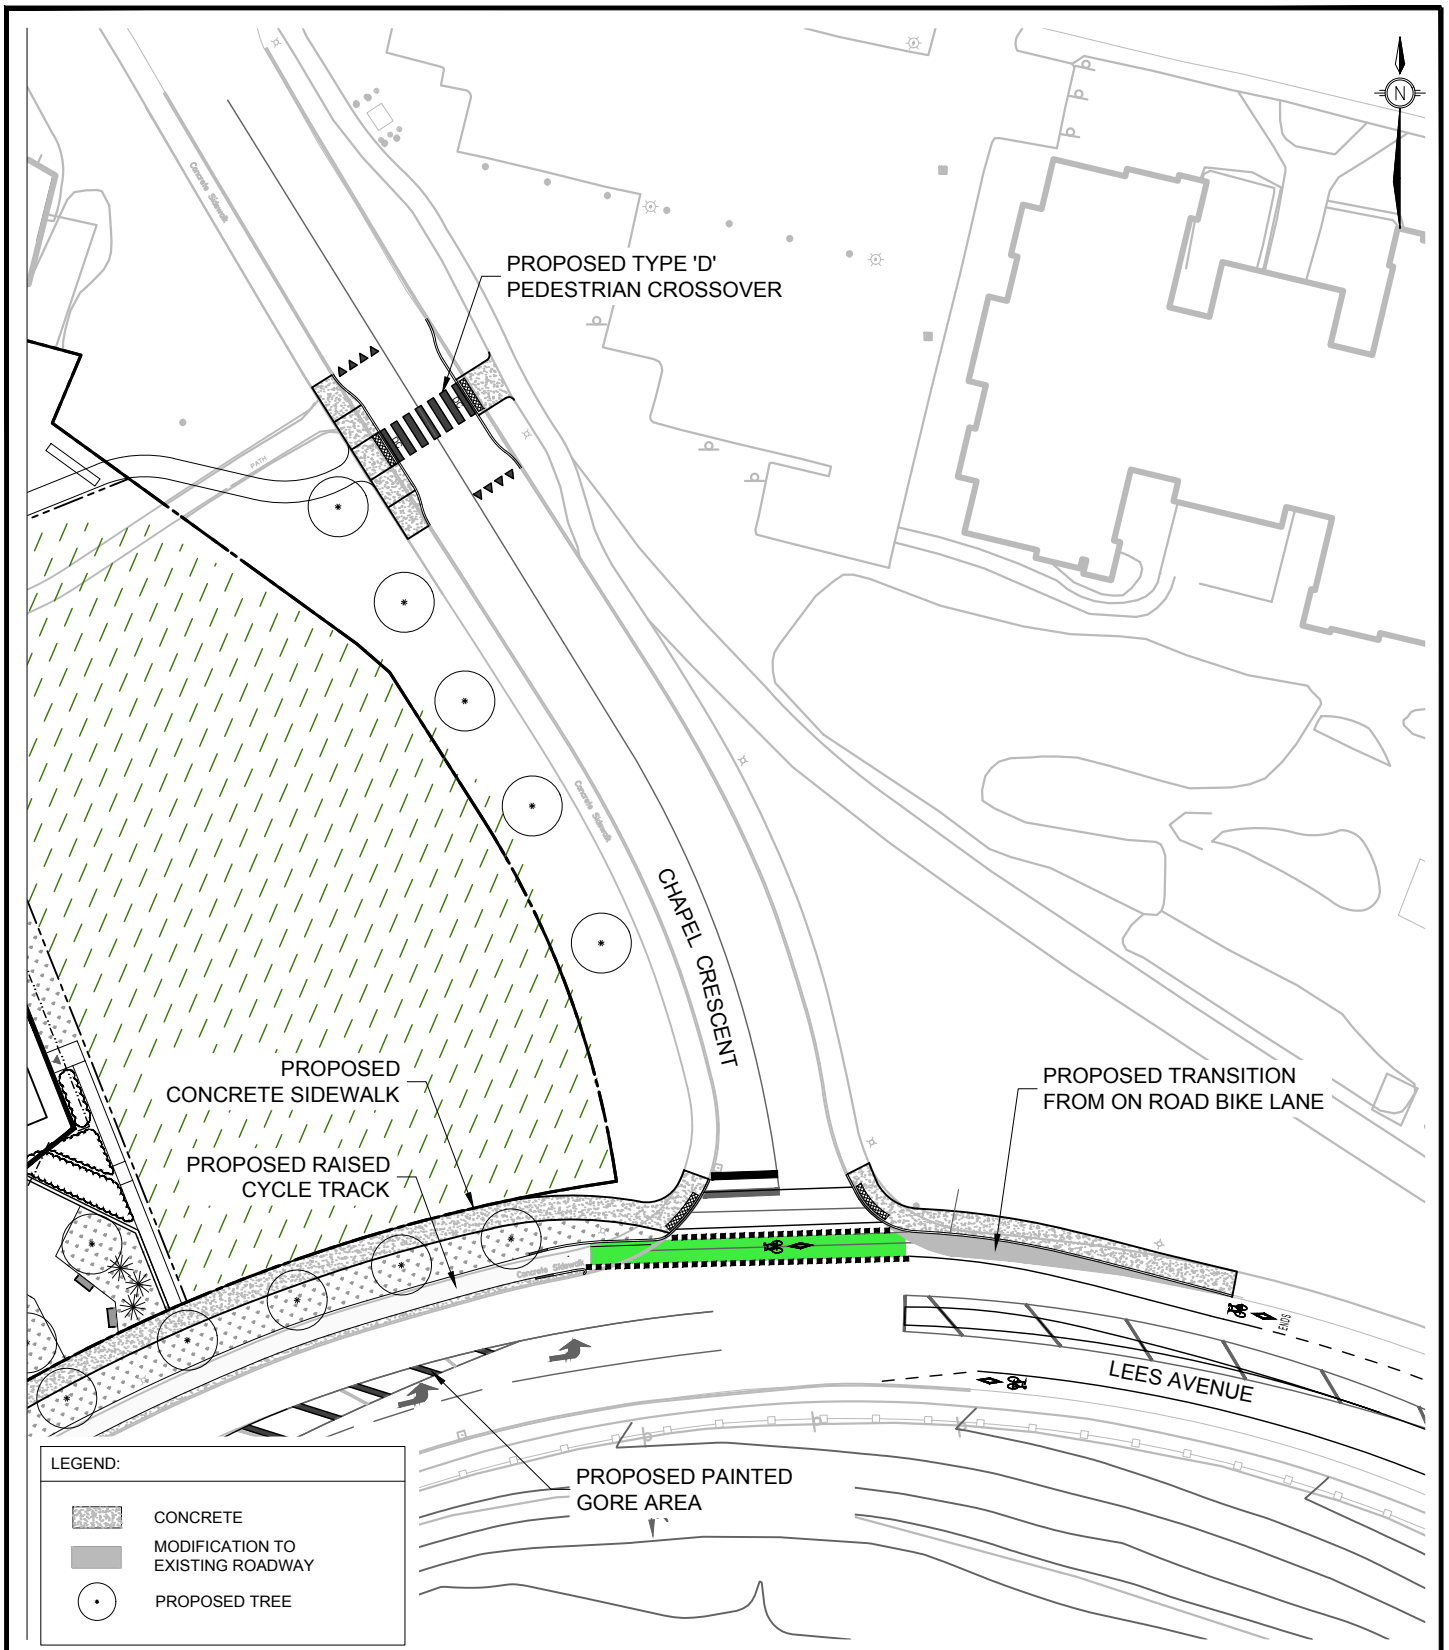 N
Concrete Sidewalk
PROPOSED TYPE 'D'
PEDESTRIAN CROSSOVER
PATH
Concrete Sidewalk
CHAPEL CRESCENT
PROPOSED
CONCRETE SIDEWALK
PROPOSED TRANSITION
FROM ON ROAD BIKE LANE
PROPOSED RAISED
CYCLE TRACK
Concrete Sidewalk
ENDS
LEES AVENUE
PROPOSED PAINTED
GORE AREA
LEGEND:
CONCRETE
MODIFICATION TO
EXISTING ROADWAY
PROPOSED TREE